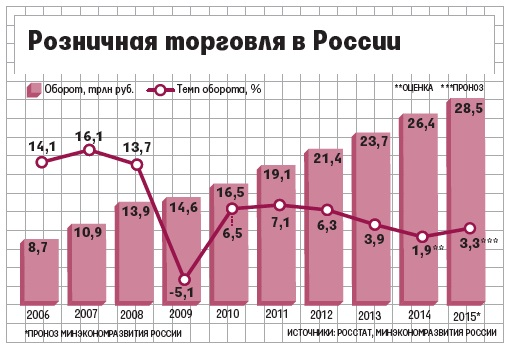 Розничная торговля в России
**ОЦЕНКА ***ПРОГНОЗ
Оборот, трлн руб. Темп оборота, %
14,1 16,1 13,7 -5,1 6,5 7,1 6,3 3,9 1,9** 3,3***
8,7 10,9 13,9 14,6 16,5 19,1 21,4 23,7 26,4 28,5
2006 2007 2008 2009 2010 2011 2012 2013 2014 2015*
*ПРОГНОЗ МИНЭКОНОМРАЗВИТИЯ РОССИИ ИСТОЧНИКИ: РОССТАТ, МИНЭКОНОМРАЗВИТИЯ РОССИИ